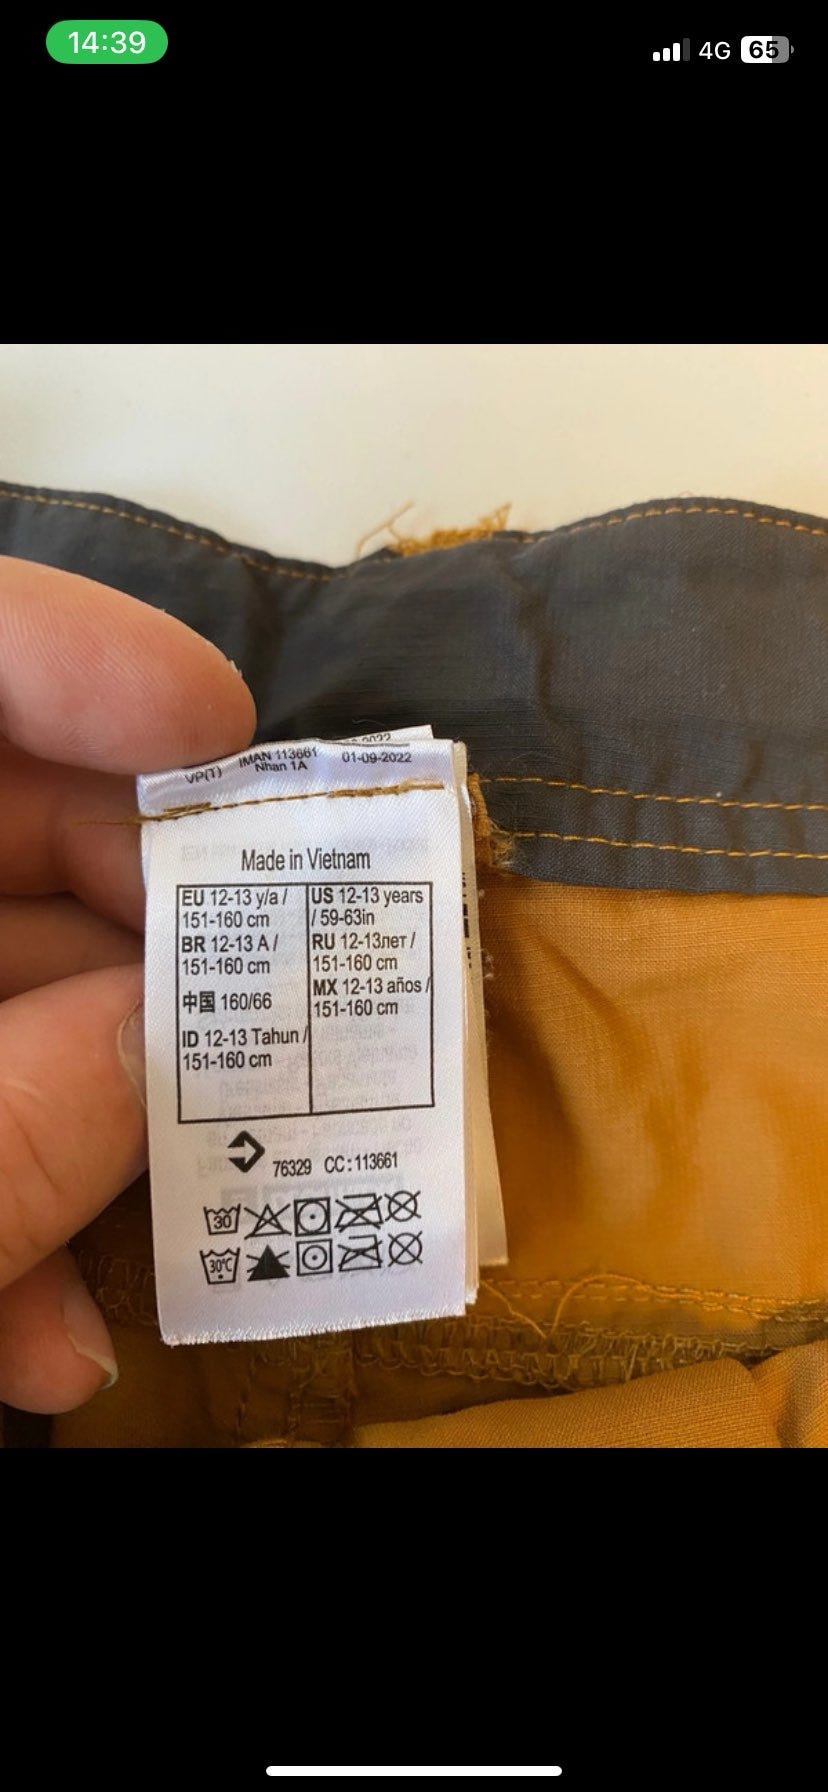 14:39
4G 65
VP(T) IMAN 113661 01-09-2022
Nhan 1A
Made in Vietnam
EU 12-13 y/a /
151-160 cm
BR 12-13 A /
151-160 cm
中国 160/66
ID 12-13 Tahun /
151-160 cm
US 12-13 years
/ 59-63in
RU 12-13лет /
151-160 cm
MX 12-13 años /
151-160 cm
76329 CC:113661
30
30°C